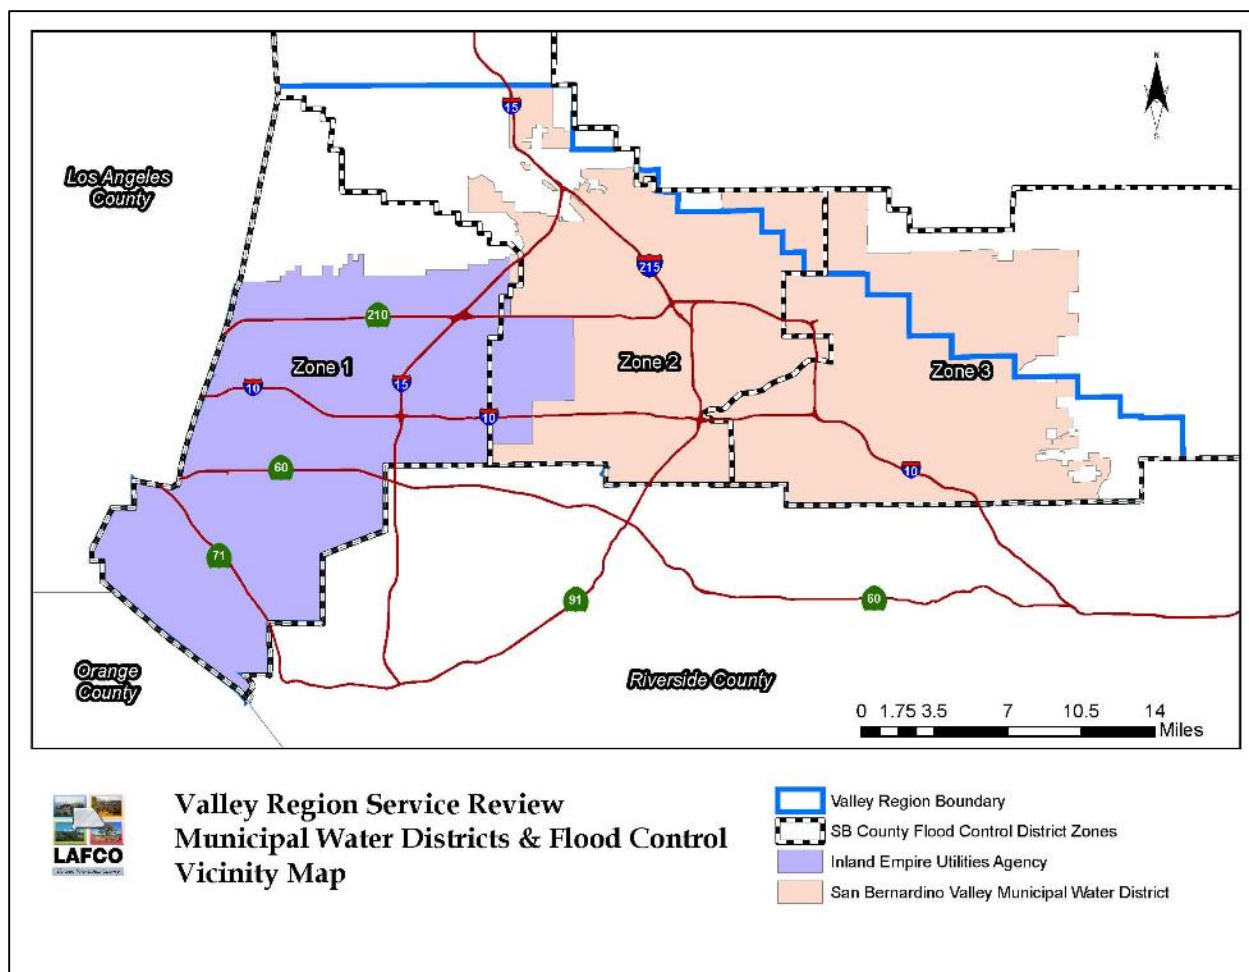 N
S
15
Los Angeles
County
215
210
Zone 1
Zone 2
Zone 3
10
15
10
60
10
71
91
60
Orange
County
Riverside County
0 1.75 3.5 7 10.5 14
Miles
Valley Region Service Review
Municipal Water Districts & Flood Control
Vicinity Map
LAFCO
Valley Region Boundary
SB County Flood Control District Zones
Inland Empire Utilities Agency
San Bernardino Valley Municipal Water District